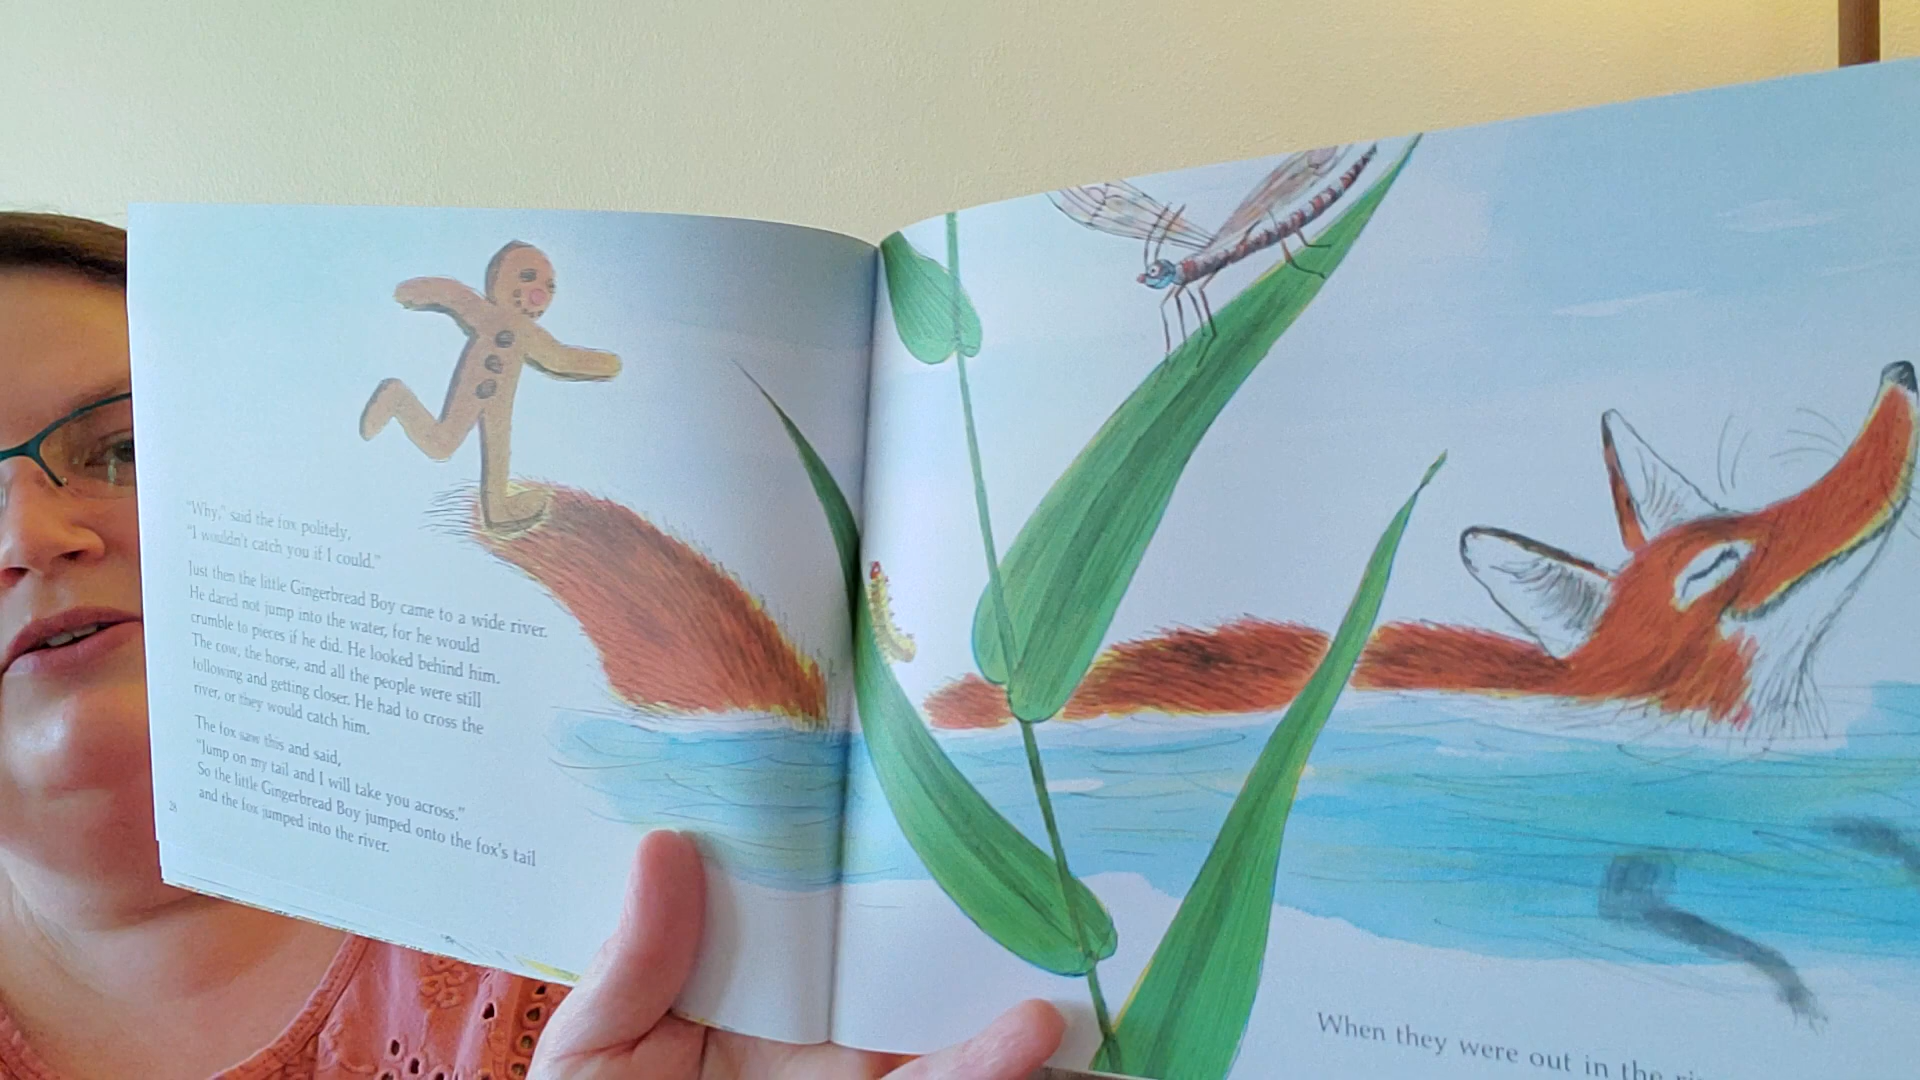 "Why," said the fox politely,
"I wouldn't catch you if I could."
Just then the little Gingerbread Boy came to a wide river.
He dared not jump into the water, for he would
crumble to pieces if he did. He looked behind him.
The cow, the horse, and all the people were still
following and getting closer. He had to cross the
river, or they would catch him.
The fox saw this and said,
"Jump on my tail and I will take you across."
So the little Gingerbread Boy jumped onto the fox's tail
and the fox jumped into the river.
28
When they were out in the